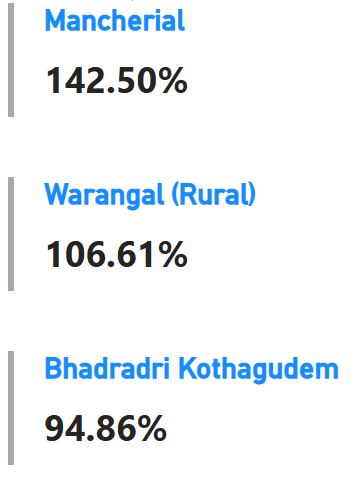 Mancherial
142.50%
Warangal (Rural)
106.61%
Bhadradri Kothagudem
94.86%